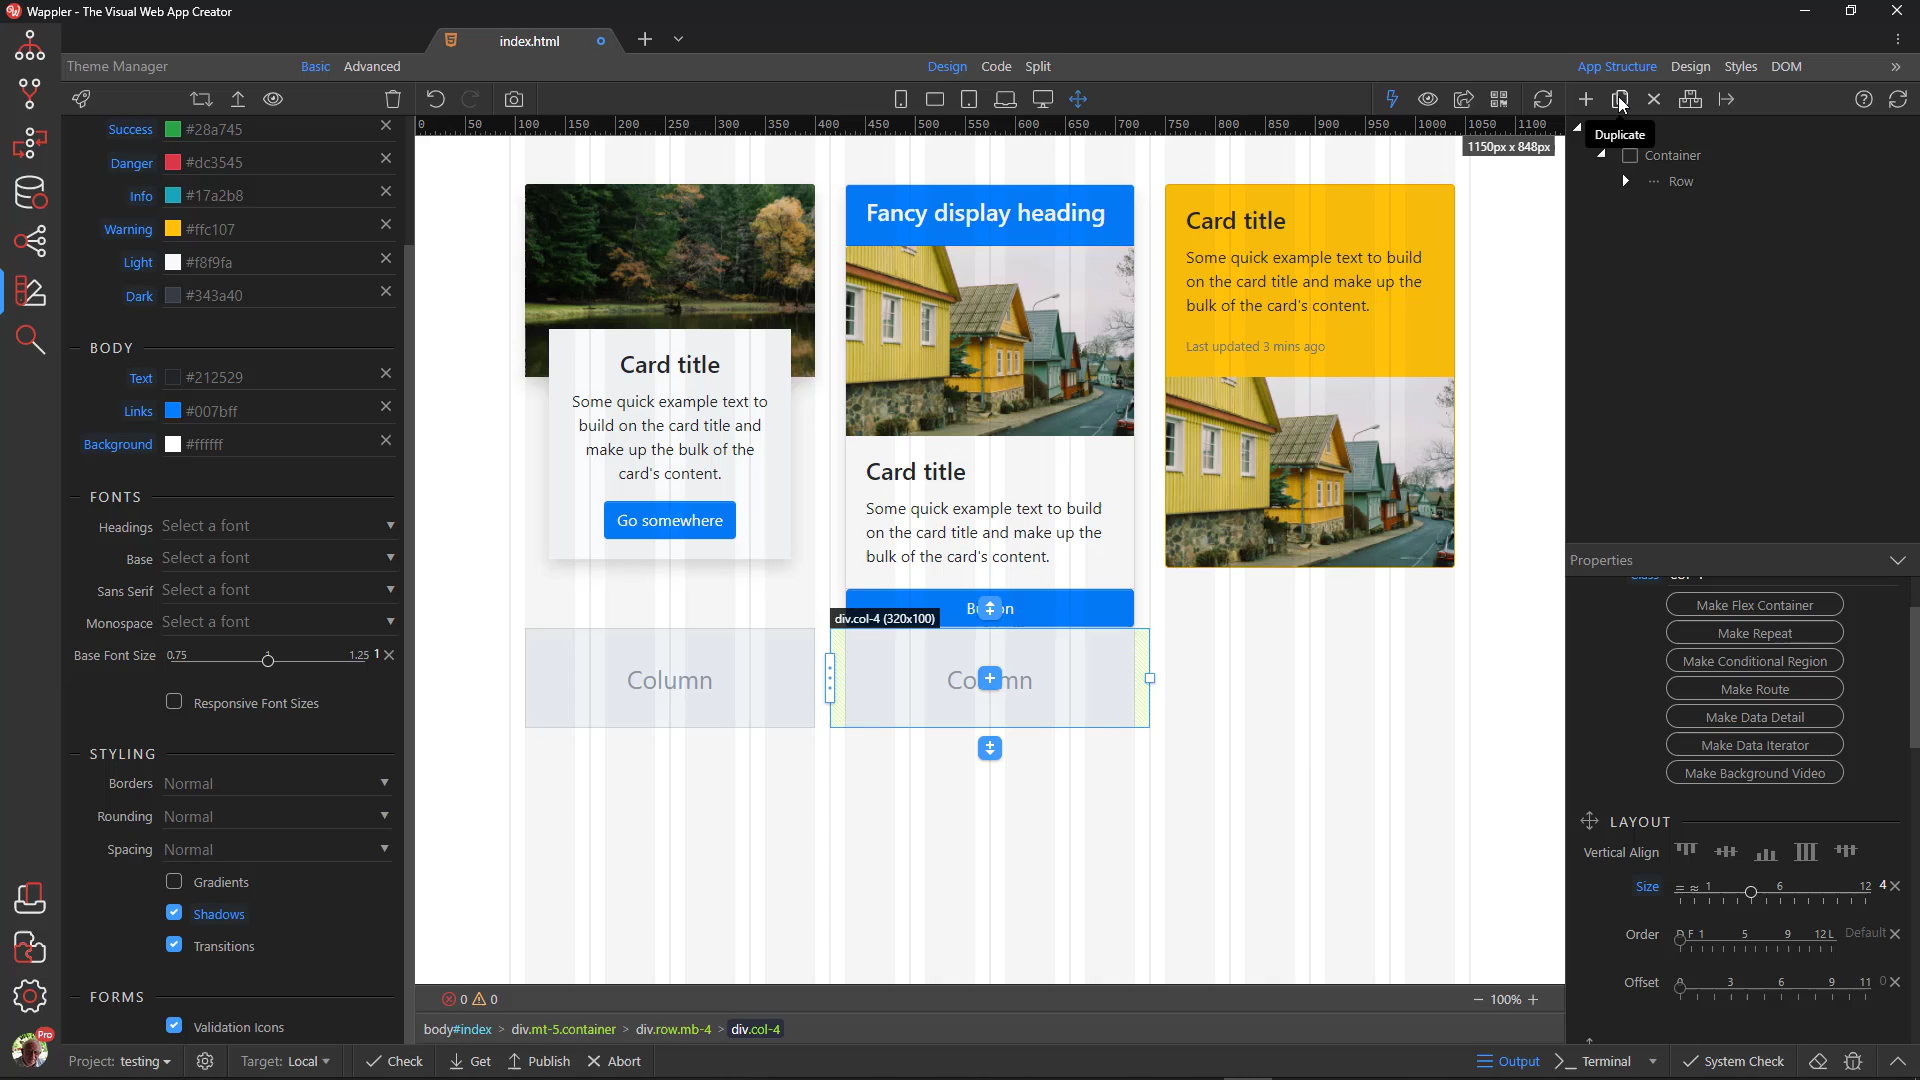 Wappler - The Visual Web App Creator
index.html
Theme Manager
Basic
Advanced
Design
Code
Split
App Structure
Design
Styles
DOM
Duplicate
Container
Row
Success #28a745
Danger #dc3545
Info #17a2b8
Warning #ffc107
Light #f8f9fa
Dark #343a40
BODY
Text #212529
Links #007bff
Background #ffffff
FONTS
Headings Select a font
Base Select a font
Sans Serif Select a font
Monospace Select a font
Base Font Size 0.75 1 1.25 1
Responsive Font Sizes
STYLING
Borders Normal
Rounding Normal
Spacing Normal
Gradients
Shadows
Transitions
FORMS
Validation Icons
0 50 100 150 200 250 300 350 400 450 500 550 600 650 700 750 800 850 900 950 1000 1050 1100
1150px x 848px
Card title
Some quick example text to
build on the card title and
make up the bulk of the
card's content.
Go somewhere
Fancy display heading
Card title
Some quick example text to build
on the card title and make up the
bulk of the card's content.
div.col-4 (320x100)
Card title
Some quick example text to build
on the card title and make up the
bulk of the card's content.
Last updated 3 mins ago
Column
Properties
Make Flex Container
Make Repeat
Make Conditional Region
Make Route
Make Data Detail
Make Data Iterator
Make Background Video
LAYOUT
Vertical Align
Size = ≈ 1 6 12 4
Order D F 1 5 9 12 L Default
Offset 0 3 6 9 11 0
0 0
100%
body#index > div.mt-5.container > div.row.mb-4 > div.col-4
Pro
Project: testing
Target: Local
Check
Get
Publish
Abort
Output
Terminal
System Check